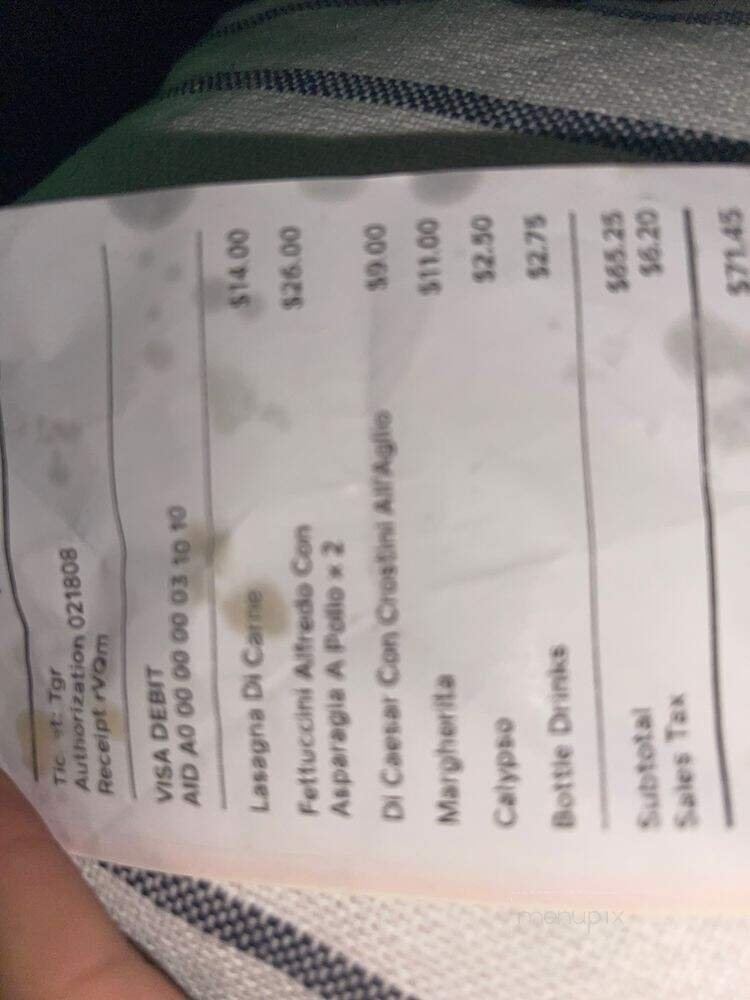 Tgr
Authorization 021808
Receipt rVQm
VISA DEBIT
AID A0 00 00 00 03 10 10
Lasagna Di Carne $14.00
Fettuccini Alfredo Con $26.00
Asparagia A Pollo x 2
Di Caesar Con Crostini All'Aglio $9.00
Margherita $11.00
Calypso $2.50
Bottle Drinks $2.75
Subtotal $65.25
Sales Tax $6.20
$71.45
menupix